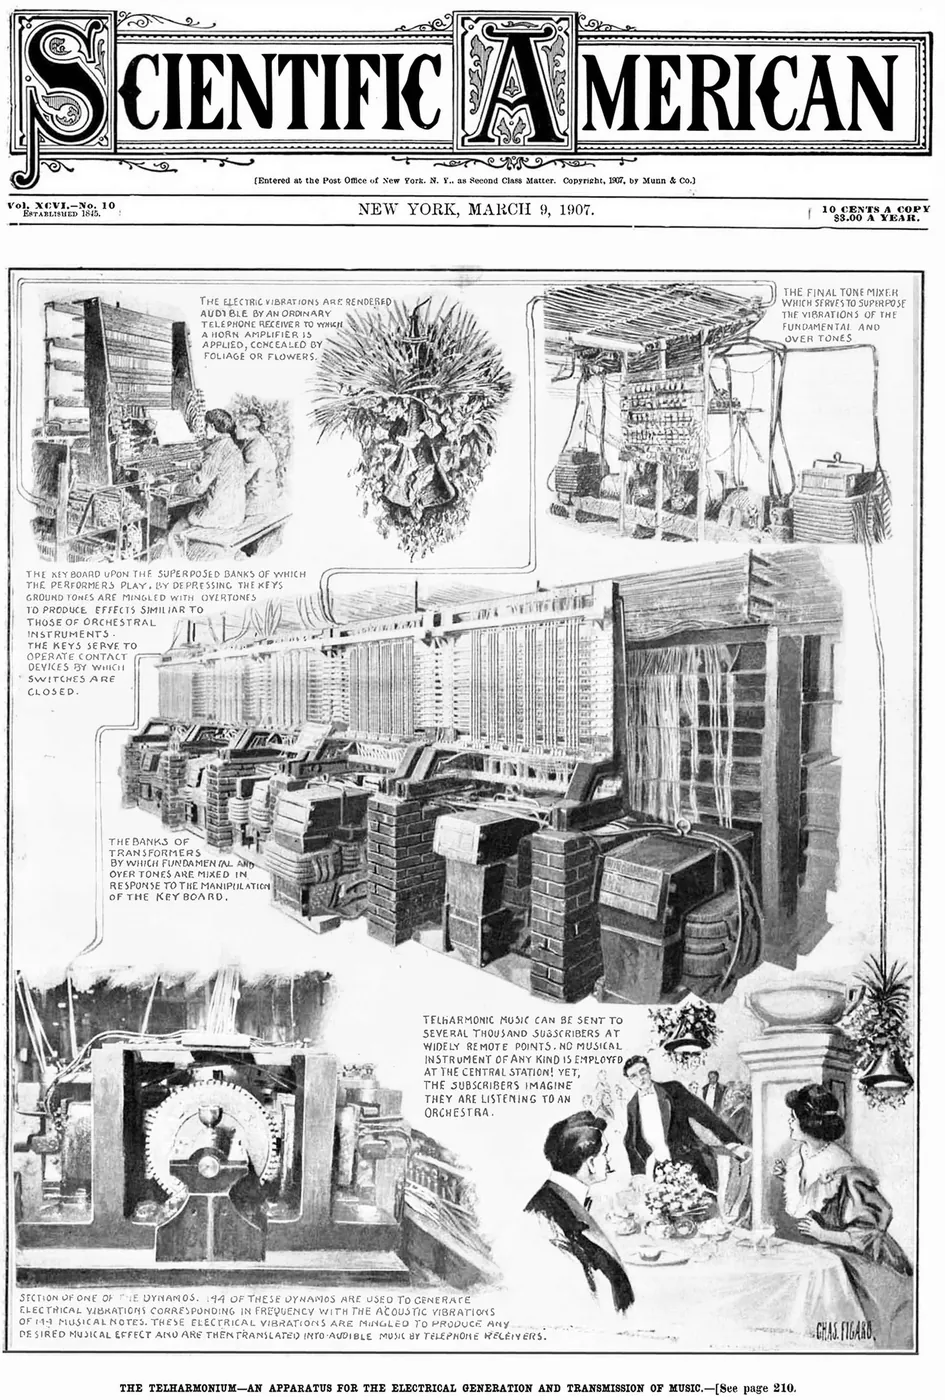 SCIENTIFIC AMERICAN
[Entered at the Post Office of New York, N. Y., as Second Class Matter. Copyright, 1907, by Munn & Co.]
Vol. XCVI.—No. 10
ESTABLISHED 1845.
NEW YORK, MARCH 9, 1907.
10 CENTS A COPY
$3.00 A YEAR.
THE ELECTRIC VIBRATIONS ARE RENDERED
AUDIBLE BY AN ORDINARY
TELEPHONE RECEIVER TO WHICH
A HORN AMPLIFIER IS
APPLIED, CONCEALED BY
FOLIAGE OR FLOWERS.
THE FINAL TONE MIXER
WHICH SERVES TO SUPERPOSE
THE VIBRATIONS OF THE
FUNDAMENTAL AND
OVER TONES
THE KEYBOARD UPON THE SUPERPOSED BANKS OF WHICH
THE PERFORMERS PLAY. BY DEPRESSING THE KEYS
GROUND TONES ARE MINGLED WITH OVERTONES
TO PRODUCE EFFECTS SIMILIAR TO
THOSE OF ORCHESTRAL
INSTRUMENTS.
THE KEYS SERVE TO
OPERATE CONTACT
DEVICES BY WHICH
SWITCHES ARE
CLOSED.
THE BANKS OF
TRANSFORMERS
BY WHICH FUNDAMENTAL AND
OVER TONES ARE MIXED IN
RESPONSE TO THE MANIPULATION
OF THE KEYBOARD.
TELHARMONIC MUSIC CAN BE SENT TO
SEVERAL THOUSAND SUBSCRIBERS AT
WIDELY REMOTE POINTS. NO MUSICAL
INSTRUMENT OF ANY KIND IS EMPLOYED
AT THE CENTRAL STATION! YET,
THE SUBSCRIBERS IMAGINE
THEY ARE LISTENING TO AN
ORCHESTRA.
SECTION OF ONE OF THE DYNAMOS. 144 OF THESE DYNAMOS ARE USED TO GENERATE
ELECTRICAL VIBRATIONS CORRESPONDING IN FREQUENCY WITH THE ACOUSTIC VIBRATIONS
OF 144 MUSICAL NOTES. THESE ELECTRICAL VIBRATIONS ARE MINGLED TO PRODUCE ANY
DESIRED MUSICAL EFFECT AND ARE THEN TRANSLATED INTO AUDIBLE MUSIC BY TELEPHONE RECEIVERS.
CHAS. FIGARO.
THE TELHARMONIUM—AN APPARATUS FOR THE ELECTRICAL GENERATION AND TRANSMISSION OF MUSIC.—[See page 210.